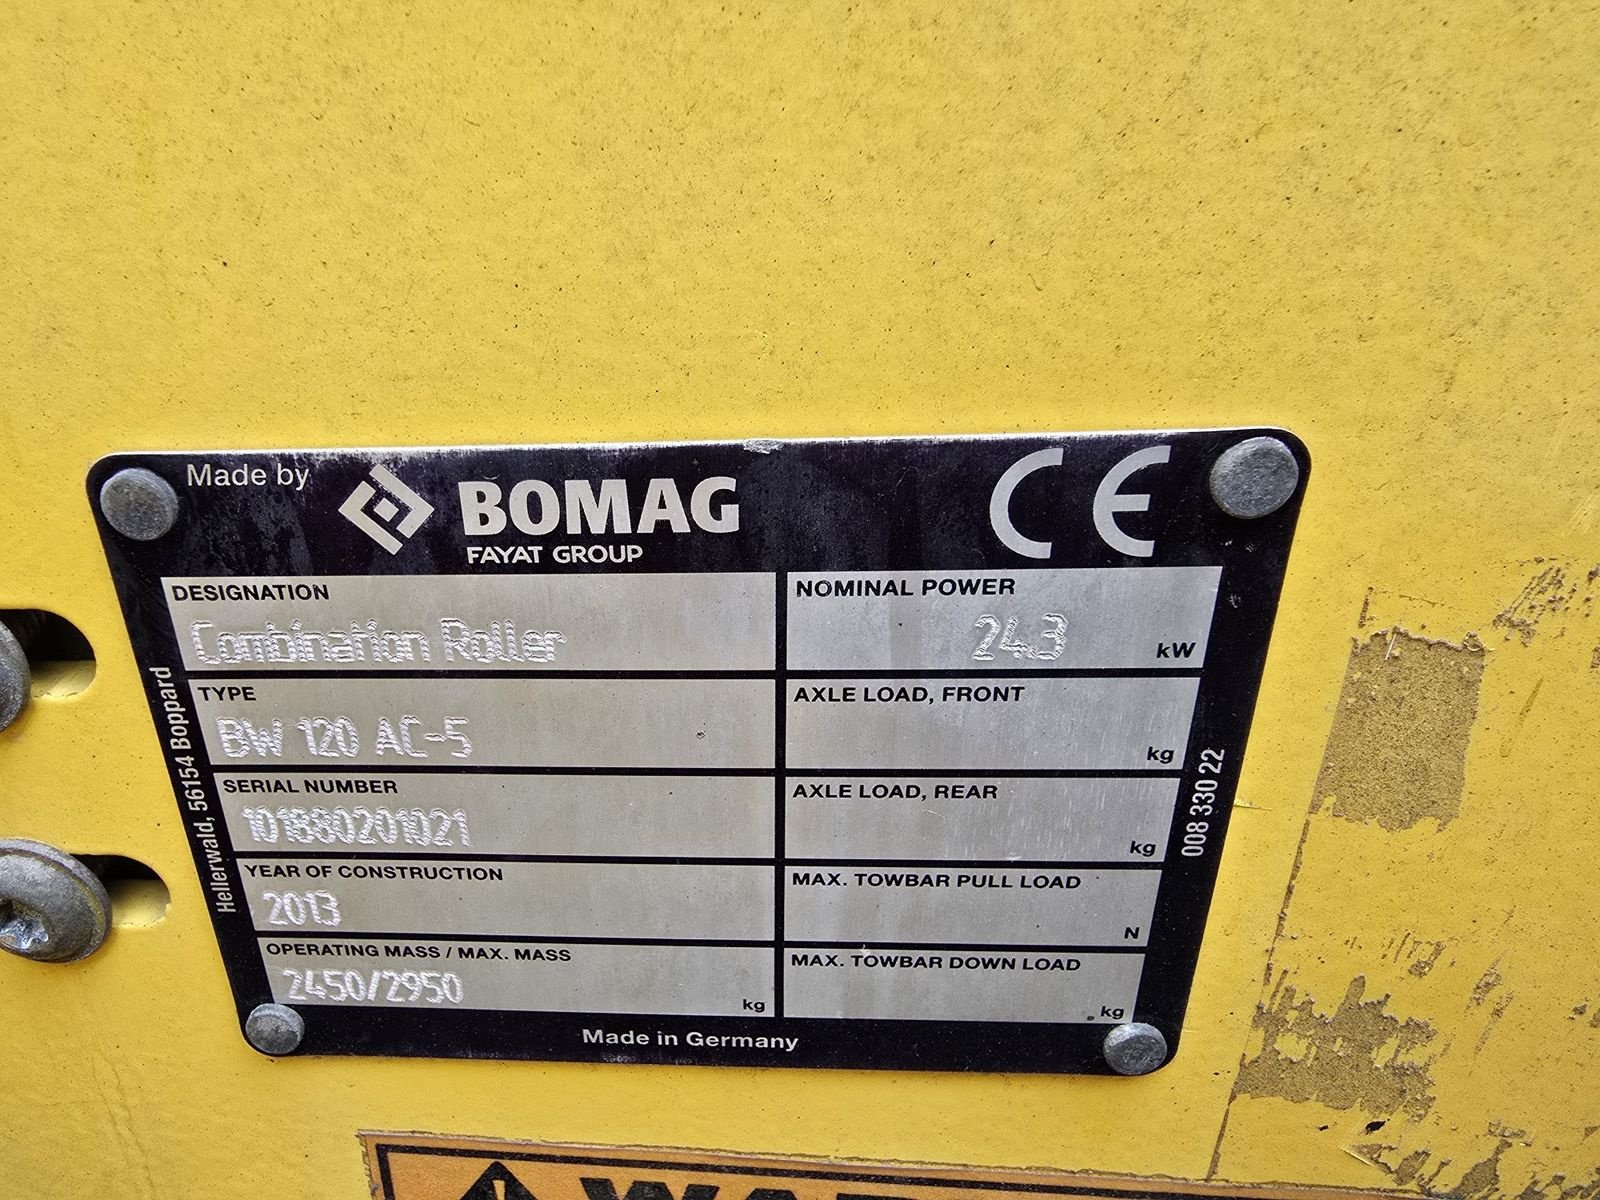 Made by
BOMAG
FAYAT GROUP
CE
DESIGNATION
Combination Roller
NOMINAL POWER
24.3 kW
TYPE
BW 120 AC-5
AXLE LOAD, FRONT
kg
SERIAL NUMBER
101880201021
AXLE LOAD, REAR
kg
YEAR OF CONSTRUCTION
2013
MAX. TOWBAR PULL LOAD
N
OPERATING MASS / MAX. MASS
2450/2950 kg
MAX. TOWBAR DOWN LOAD
kg
Made in Germany
Hellerwald, 56154 Boppard
008 330 22